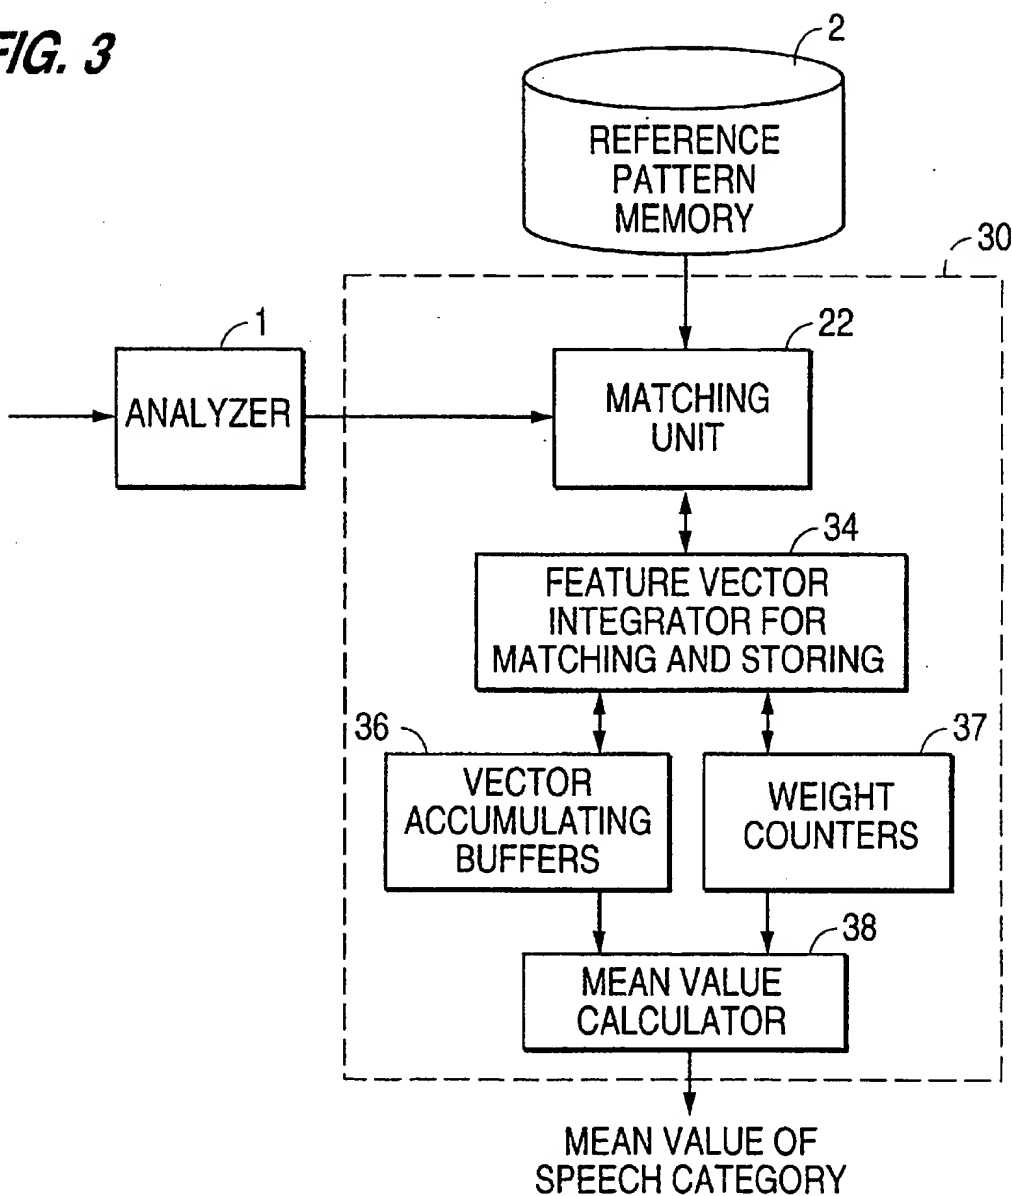 FIG. 3
2
REFERENCE
PATTERN
MEMORY
30
1
22
ANALYZER
MATCHING
UNIT
34
FEATURE VECTOR
INTEGRATOR FOR
MATCHING AND STORING
36
37
VECTOR
ACCUMULATING
BUFFERS
WEIGHT
COUNTERS
38
MEAN VALUE
CALCULATOR
MEAN VALUE OF
SPEECH CATEGORY